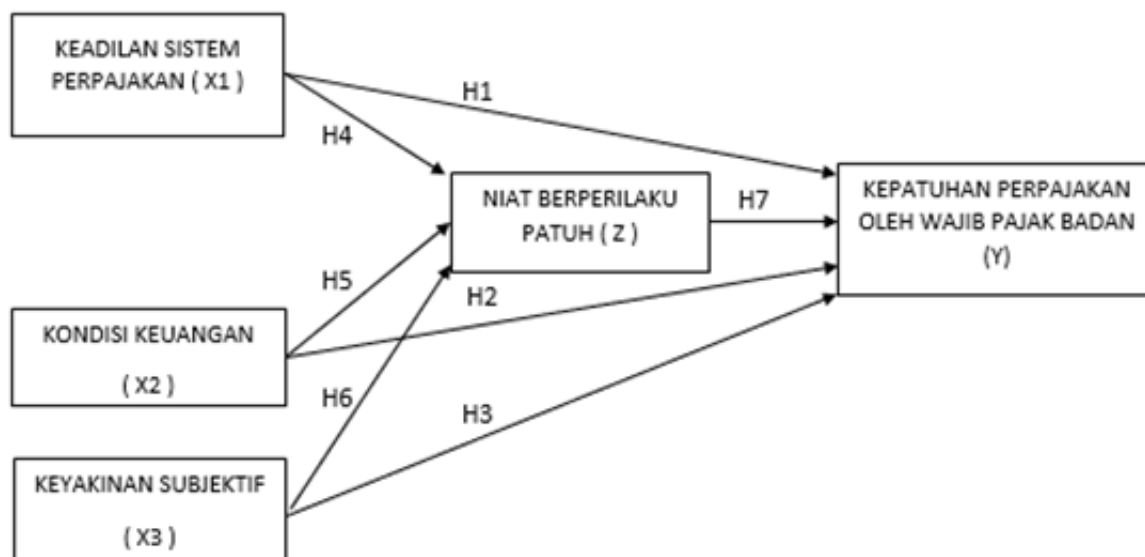 KEADILAN SISTEM
PERPAJAKAN ( X1 )
H1
H4
NIAT BERPERILAKU
PATUH ( Z )
H7
KEPATUHAN PERPAJAKAN
OLEH WAJIB PAJAK BADAN
(Y)
H5
H2
KONDISI KEUANGAN
( X2 )
H6
H3
KEYAKINAN SUBJEKTIF
( X3 )